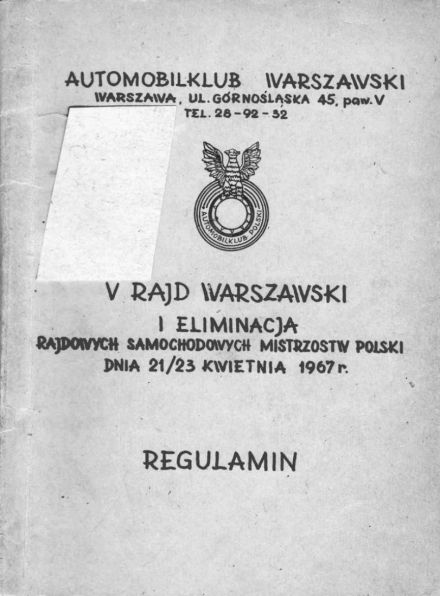 AUTOMOBILKLUB WARSZAWSKI
WARSZAWA, UL. GÓRNOŚLĄSKA 45, paw. V
TEL. 28-92-32
AUTOMOBILKLUB POLSKI
V RAJD WARSZAWSKI
I ELIMINACJA
RAJDOWYCH SAMOCHODOWYCH MISTRZOSTW POLSKI
DNIA 21/23 KWIETNIA 1967 r.
REGULAMIN